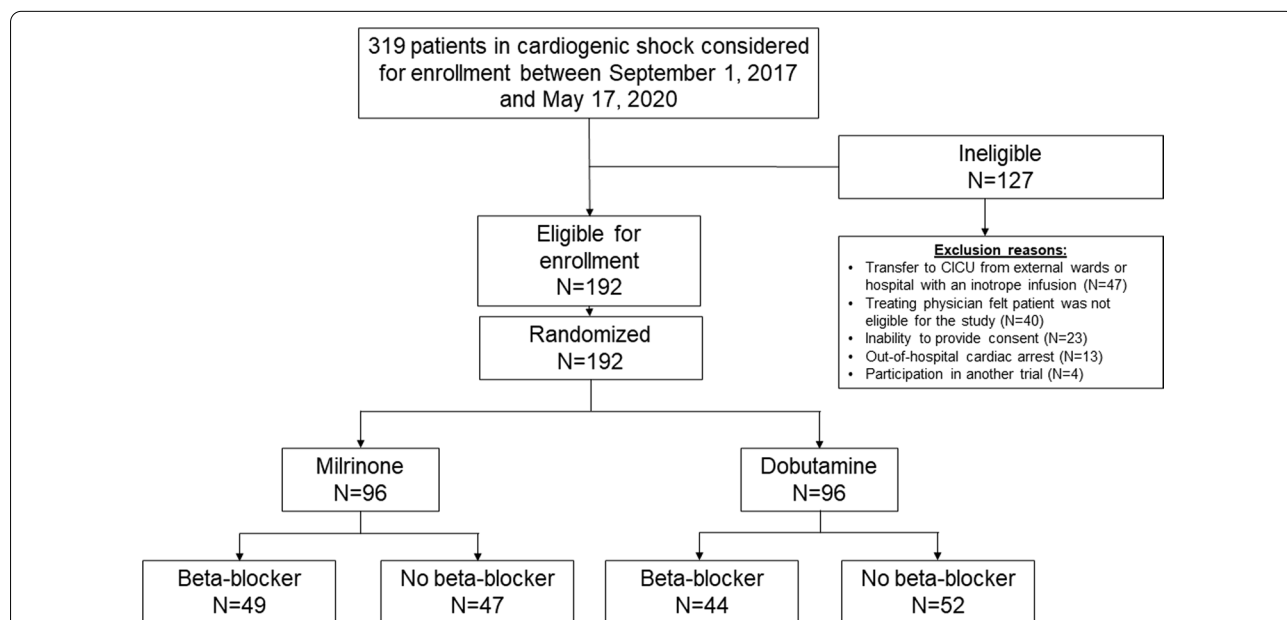 319 patients in cardiogenic shock considered
for enrollment between September 1, 2017
and May 17, 2020
Ineligible
N=127
Eligible for
enrollment
N=192
Exclusion reasons:
• Transfer to CICU from external wards or
hospital with an inotrope infusion (N=47)
• Treating physician felt patient was not
eligible for the study (N=40)
• Inability to provide consent (N=23)
• Out-of-hospital cardiac arrest (N=13)
• Participation in another trial (N=4)
Randomized
N=192
Milrinone
N=96
Dobutamine
N=96
Beta-blocker
N=49
No beta-blocker
N=47
Beta-blocker
N=44
No beta-blocker
N=52